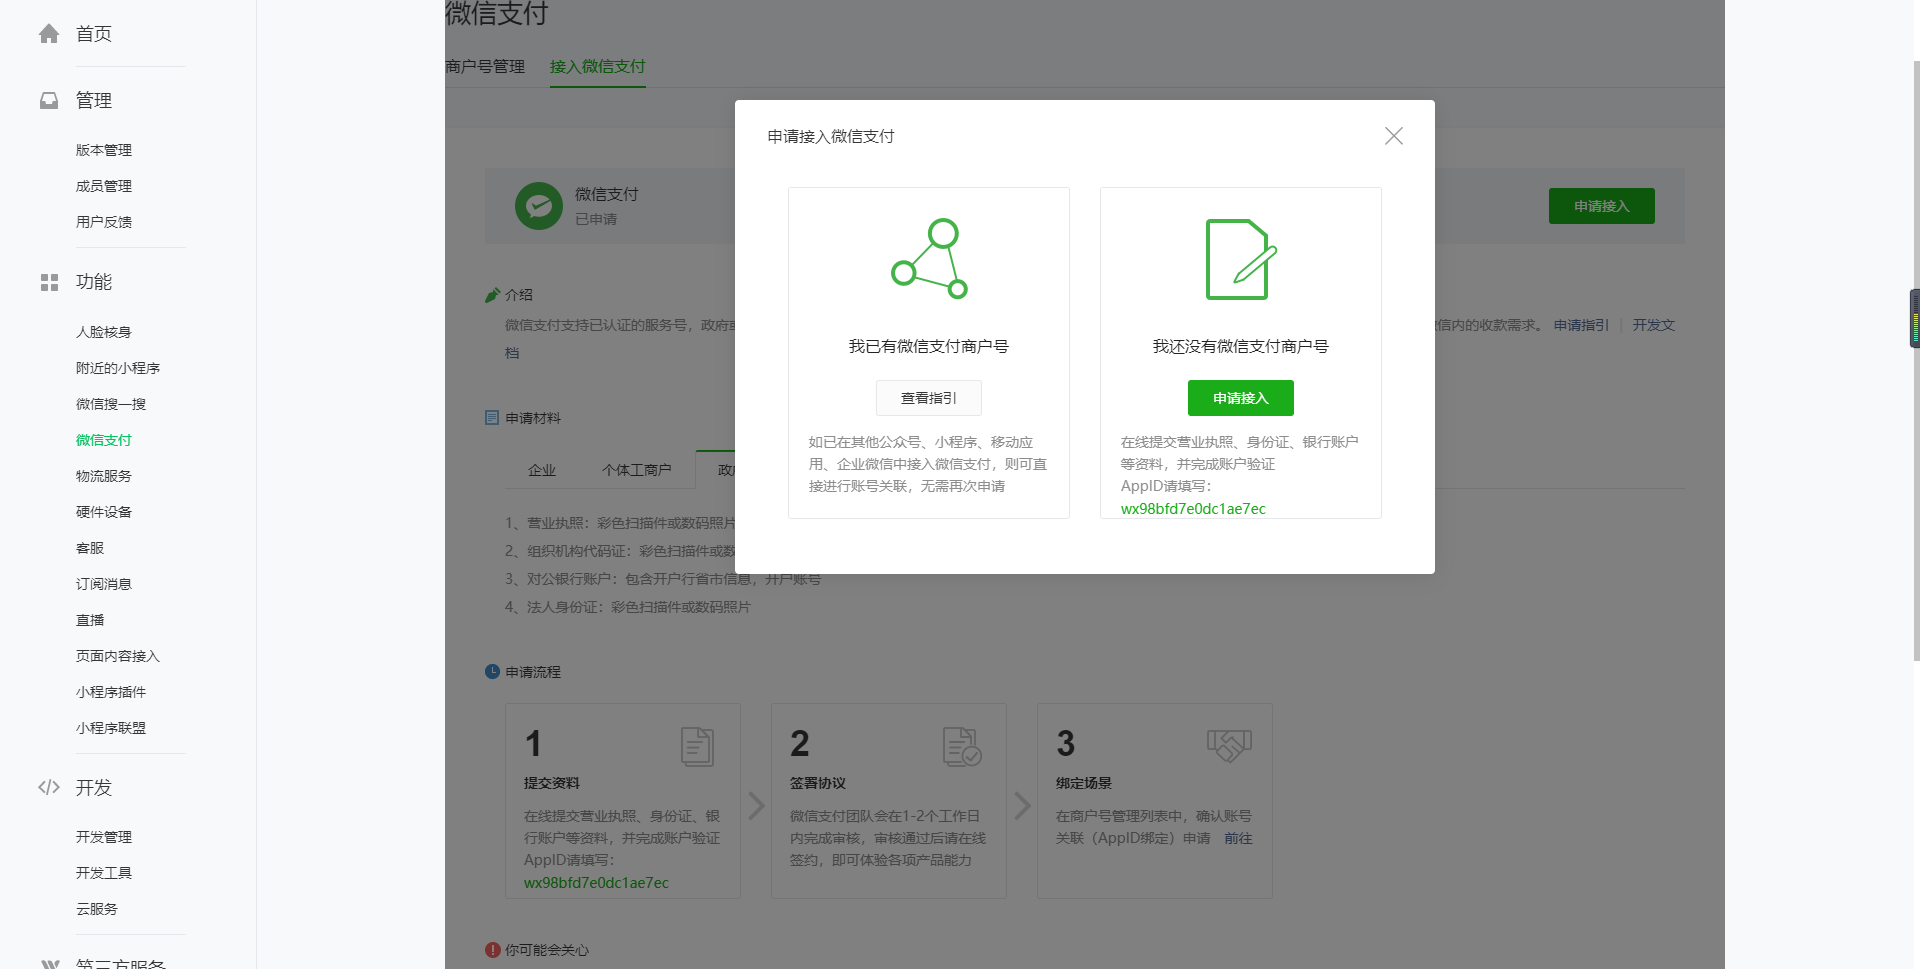 首页
管理
版本管理
成员管理
用户反馈
功能
人脸核身
附近的小程序
微信搜一搜
微信支付
物流服务
硬件设备
客服
订阅消息
直播
页面内容接入
小程序插件
小程序联盟
开发
开发管理
开发工具
云服务
第三方服务
微信支付
商户号管理 接入微信支付
微信支付
已申请
申请接入
介绍
微信支付支持已认证的服务号，政府或
信内的收款需求。 申请指引 开发文
档
申请材料
企业 个体工商户 政府
1、营业执照：彩色扫描件或数码照片
2、组织机构代码证：彩色扫描件或数
3、对公银行账户：包含开户行省市信息，开户账号
4、法人身份证：彩色扫描件或数码照片
申请流程
1
提交资料
在线提交营业执照、身份证、银
行账户等资料，并完成账户验证
AppID请填写：
wx98bfd7e0dc1ae7ec
2
签署协议
微信支付团队会在1-2个工作日
内完成审核，审核通过后请在线
签约，即可体验各项产品能力
3
绑定场景
在商户号管理列表中，确认账号
关联（AppID绑定）申请 前往
你可能会关心
申请接入微信支付
我已有微信支付商户号
查看指引
如已在其他公众号、小程序、移动应
用、企业微信中接入微信支付，则可直
接进行账号关联，无需再次申请
我还没有微信支付商户号
申请接入
在线提交营业执照、身份证、银行账户
等资料，并完成账户验证
AppID请填写：
wx98bfd7e0dc1ae7ec